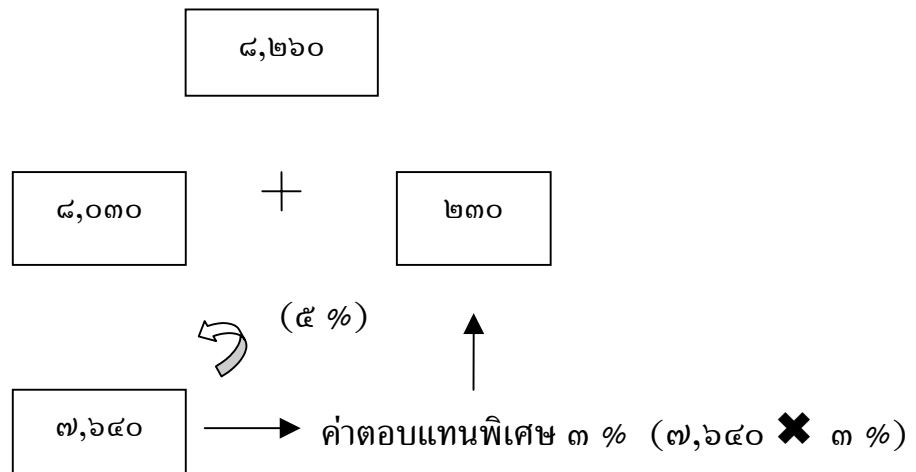 ๘,๒๖๐
๘,๐๓๐ + ๒๓๐
(๕ %)
๗,๖๔๐ ค่าตอบแทนพิเศษ ๓ % (๗,๖๔๐ ✖ ๓ %)